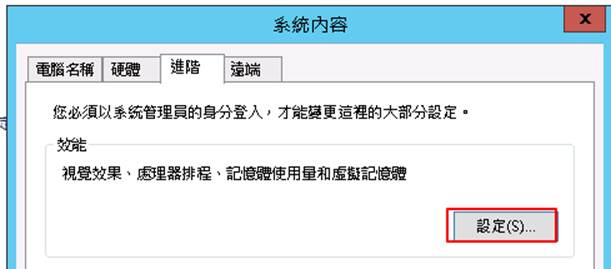 系統內容
x
電腦名稱 硬體 進階 遠端
您必須以系統管理員的身分登入，才能變更這裡的大部分設定。
效能
視覺效果、處理器排程、記憶體使用量和虛擬記憶體
設定(S)...